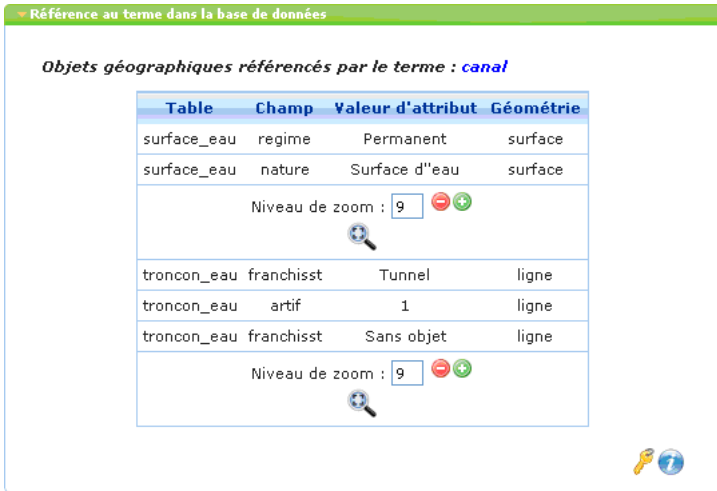 Référence au terme dans la base de données
Objets géographiques référencés par le terme : canal
Table Champ Valeur d'attribut Géométrie
surface_eau regime Permanent surface
surface_eau nature Surface d''eau surface
Niveau de zoom : 9
troncon_eau franchisst Tunnel ligne
troncon_eau artif 1 ligne
troncon_eau franchisst Sans objet ligne
Niveau de zoom : 9